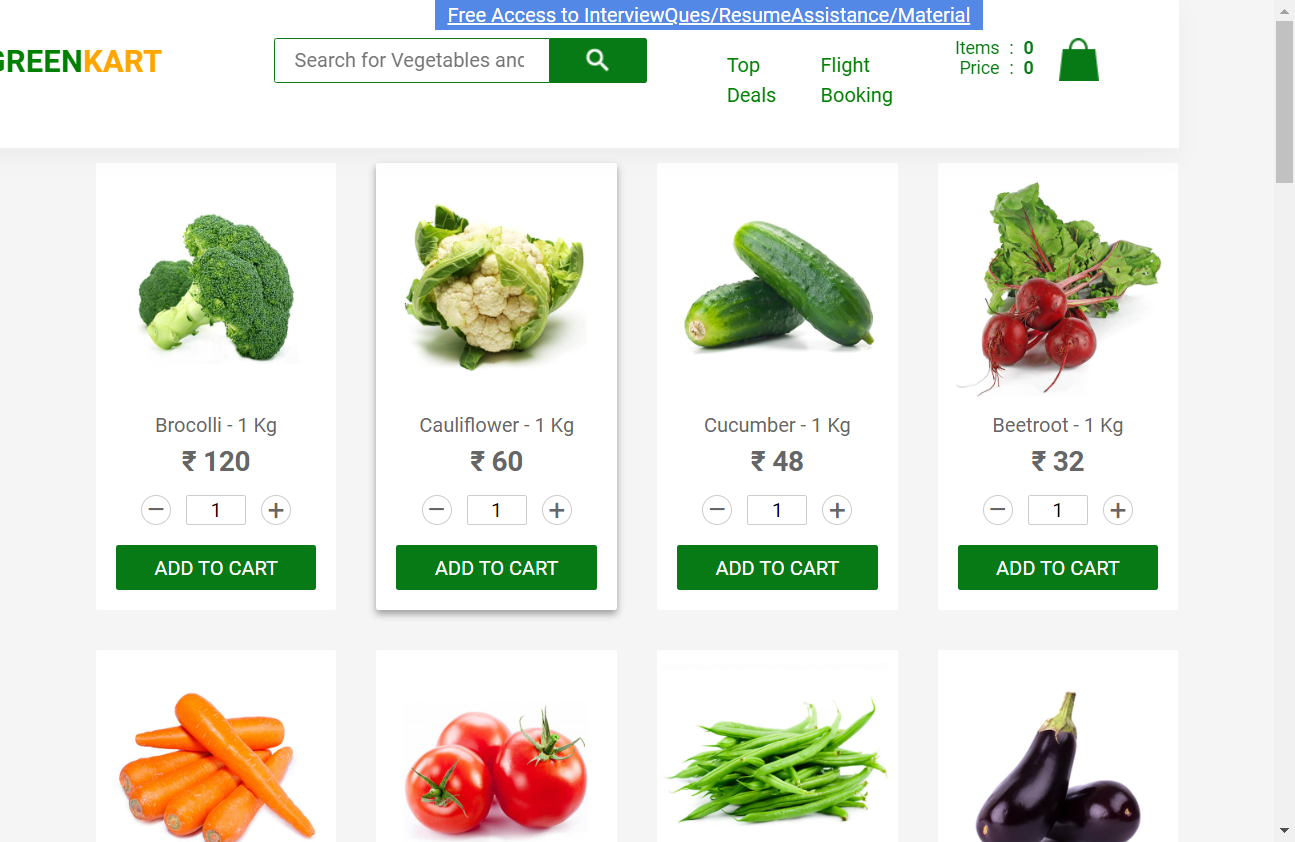 Free Access to InterviewQues/ResumeAssistance/Material
GREENKART
Search for Vegetables and
Top Deals
Flight Booking
Items : 0
Price : 0
Brocolli - 1 Kg
₹ 120
− 1 +
ADD TO CART
Cauliflower - 1 Kg
₹ 60
− 1 +
ADD TO CART
Cucumber - 1 Kg
₹ 48
− 1 +
ADD TO CART
Beetroot - 1 Kg
₹ 32
− 1 +
ADD TO CART